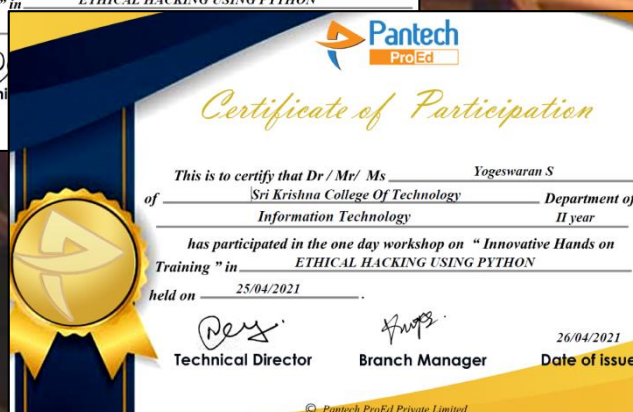 " in ETHICAL HACKING USING PYTHON
Pantech
ProEd
Certificate of Participation
This is to certify that Dr / Mr/ Ms Yogeswaran S
of Sri Krishna College Of Technology Department of
Information Technology II year
has participated in the one day workshop on " Innovative Hands on
Training " in ETHICAL HACKING USING PYTHON
held on 25/04/2021 .
26/04/2021
Technical Director Branch Manager Date of issue
© Pantech ProEd Private Limited